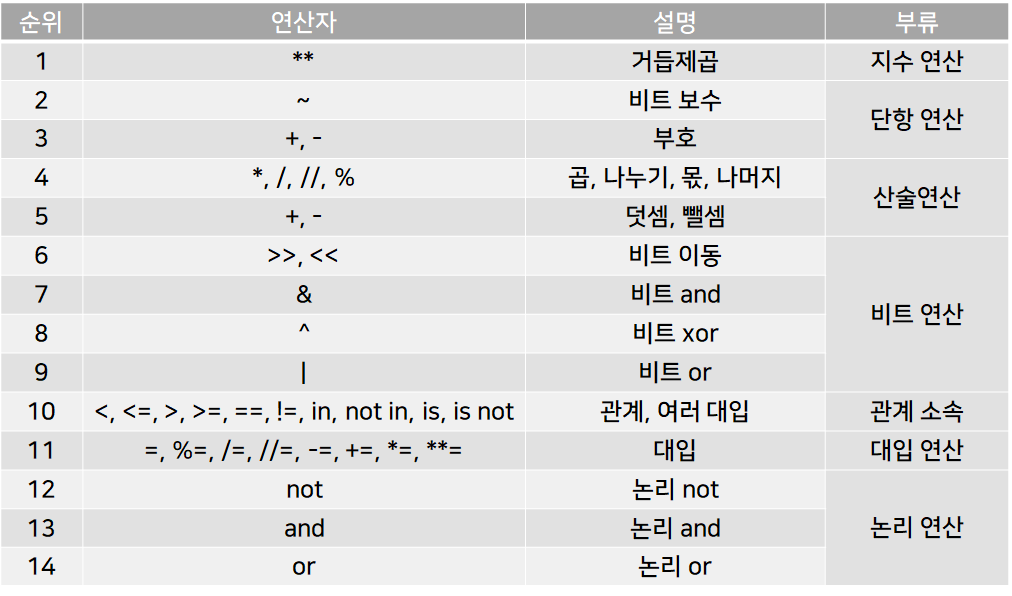 순위 연산자 설명 부류
1 ** 거듭제곱 지수 연산
2 ~ 비트 보수 단항 연산
3 +, - 부호
4 *, /, //, % 곱, 나누기, 몫, 나머지 산술연산
5 +, - 덧셈, 뺄셈
6 >>, << 비트 이동 비트 연산
7 & 비트 and
8 ^ 비트 xor
9 | 비트 or
10 <, <=, >, >=, ==, !=, in, not in, is, is not 관계, 여러 대입 관계 소속
11 =, %=, /=, //=, -=, +=, *=, **= 대입 대입 연산
12 not 논리 not 논리 연산
13 and 논리 and
14 or 논리 or